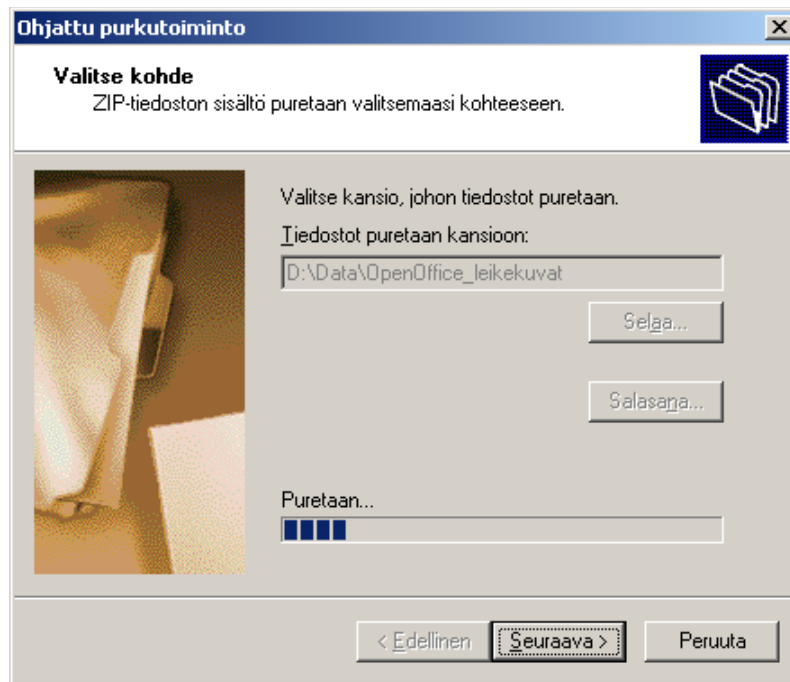 Ohjattu purkutoiminto
Valitse kohde
ZIP-tiedoston sisältö puretaan valitsemaasi kohteeseen.
Valitse kansio, johon tiedostot puretaan.
Tiedostot puretaan kansioon:
D:\Data\OpenOffice_leikekuvat
Selaa...
Salasana...
Puretaan...
< Edellinen
Seuraava >
Peruuta